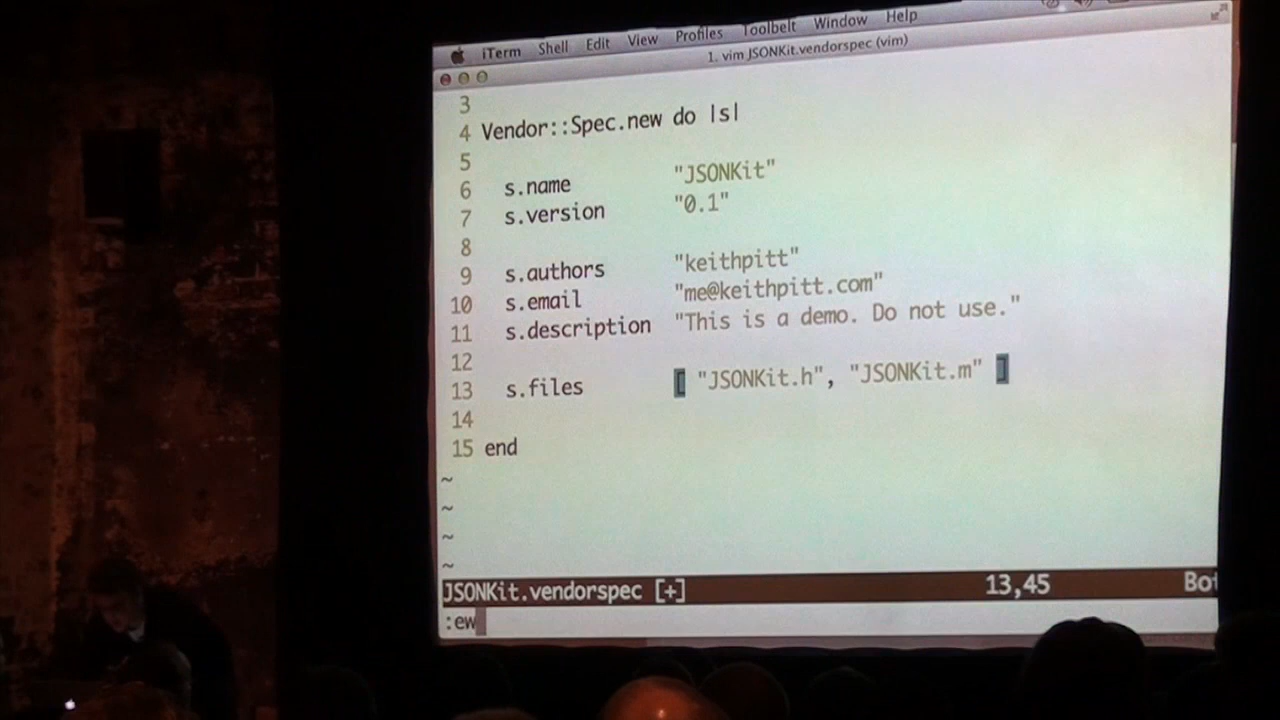 iTerm Shell Edit View Profiles Toolbelt Window Help
1. vim JSONKit.vendorspec (vim)
3
4 Vendor::Spec.new do |s|
5
6 s.name "JSONKit"
7 s.version "0.1"
8
9 s.authors "keithpitt"
10 s.email "me@keithpitt.com"
11 s.description "This is a demo. Do not use."
12
13 s.files [ "JSONKit.h", "JSONKit.m" ]
14
15 end
~
~
~
~
JSONKit.vendorspec [+] 13,45 Bot
:ew